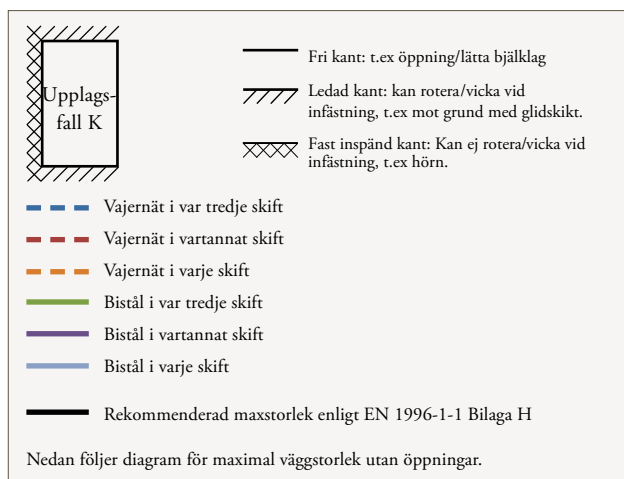 Upplags-
fall K
Fri kant: t.ex öppning/lätta bjälklag
Ledad kant: kan rotera/vicka vid
infästning, t.ex mot grund med glidskikt.
Fast inspänd kant: Kan ej rotera/vicka vid
infästning, t.ex hörn.
Vajernät i var tredje skift
Vajernät i vartannat skift
Vajernät i varje skift
Bistål i var tredje skift
Bistål i vartannat skift
Bistål i varje skift
Rekommenderad maxstorlek enligt EN 1996-1-1 Bilaga H
Nedan följer diagram för maximal väggstorlek utan öppningar.